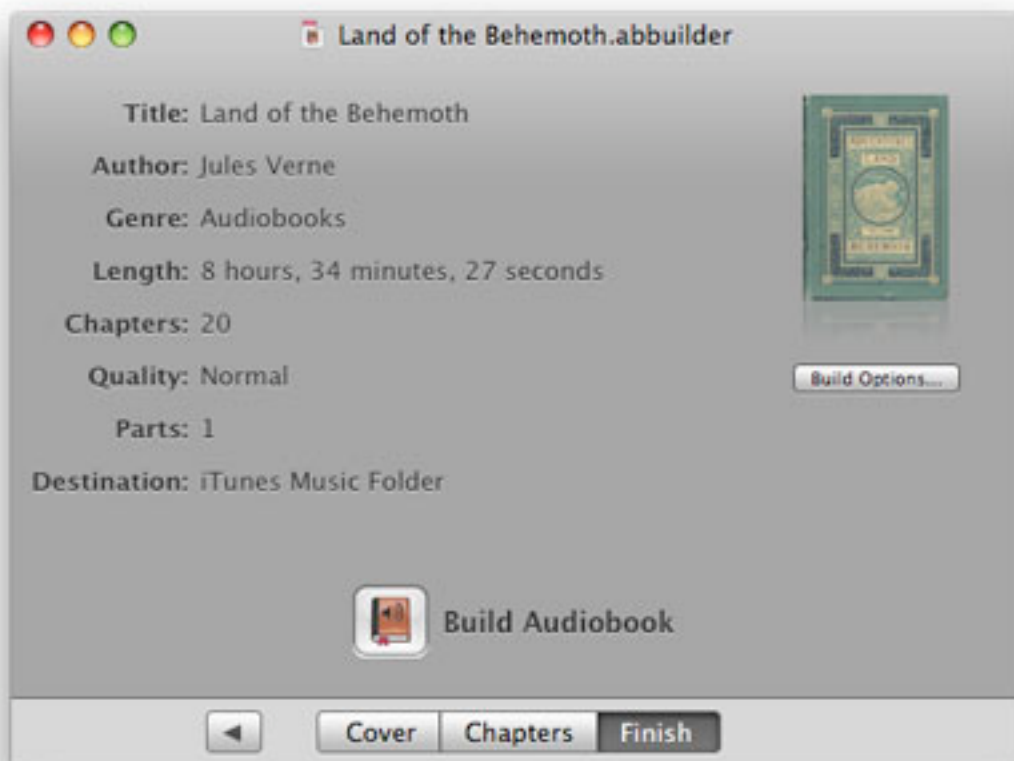 Land of the Behemoth.abbuilder
Title: Land of the Behemoth
Author: Jules Verne
Genre: Audiobooks
Length: 8 hours, 34 minutes, 27 seconds
Chapters: 20
Quality: Normal
Parts: 1
Destination: iTunes Music Folder
LAND
BEHEMOTH
Build Options...
Build Audiobook
Cover Chapters Finish